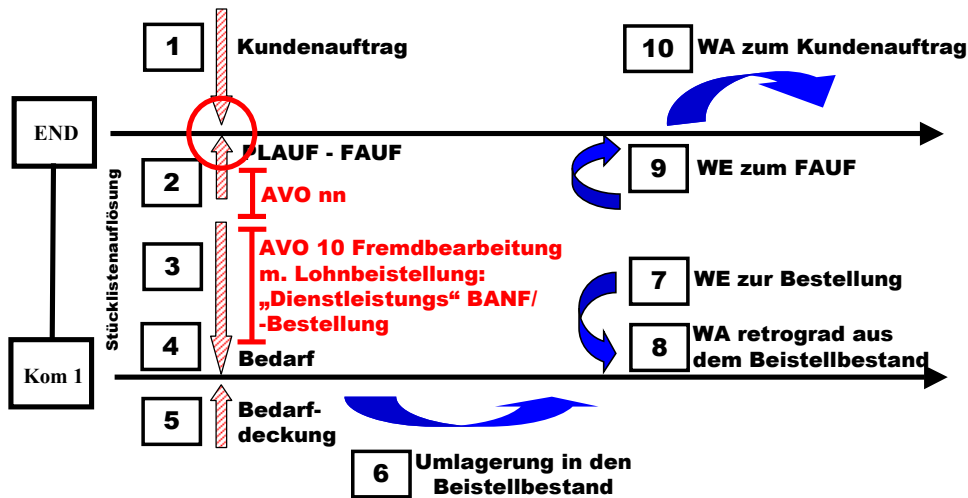 1
Kundenauftrag
10
WA zum Kundenauftrag
END
PLAUF - FAUF
2
AVO nn
9
WE zum FAUF
Stücklistenauflösung
3
AVO 10 Fremdbearbeitung
m. Lohnbeistellung:
„Dienstleistungs“ BANF/
-Bestellung
7
WE zur Bestellung
4
Bedarf
8
WA retrograd aus
dem Beistellbestand
Kom 1
5
Bedarf-
deckung
6
Umlagerung in den
Beistellbestand